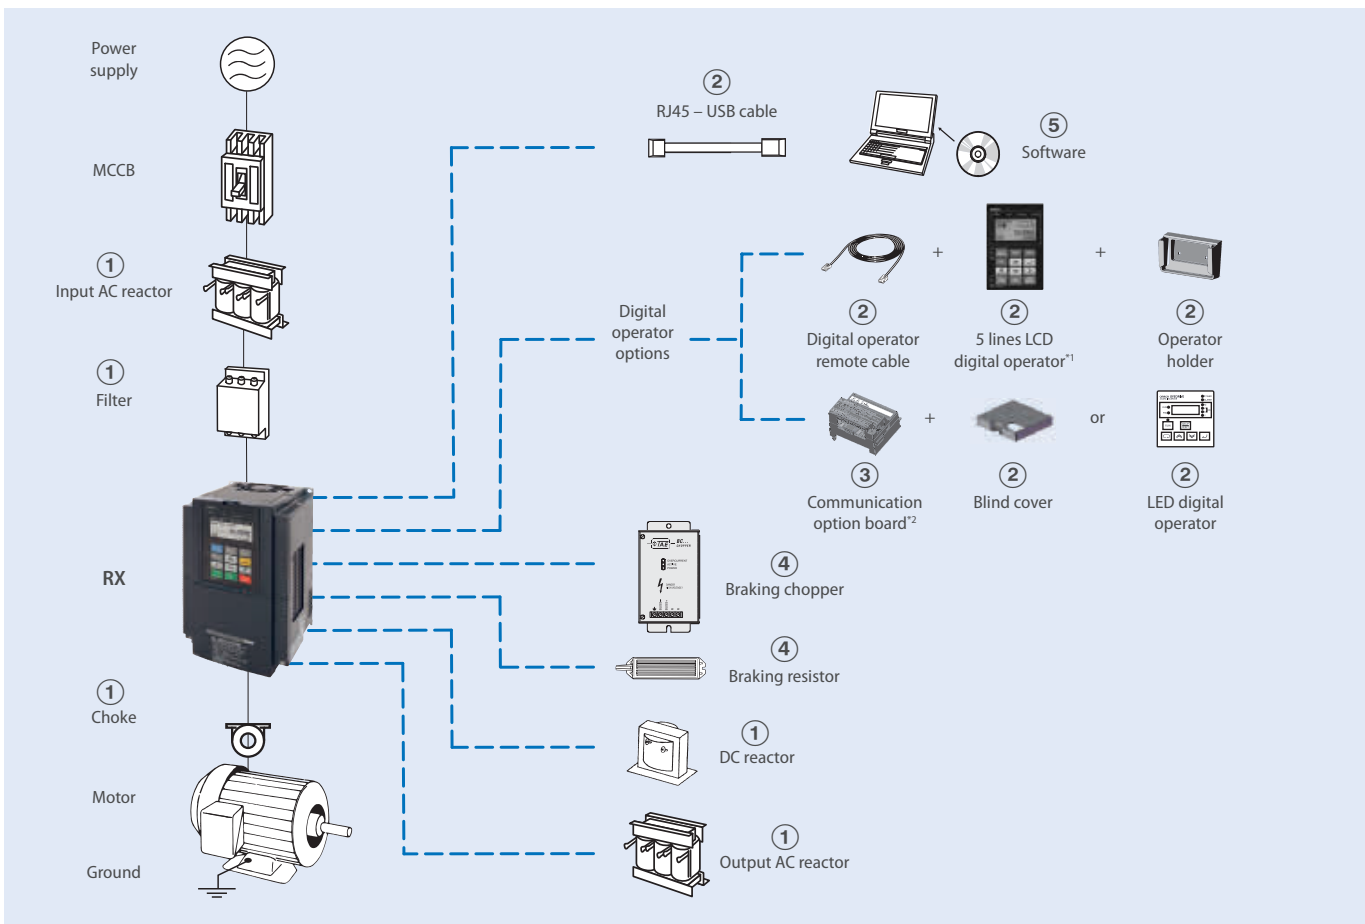 Power
supply
MCCB
1
Input AC reactor
1
Filter
RX
1
Choke
Motor
Ground
2
RJ45 – USB cable
5
Software
Digital
operator
options
+
+
2
Digital operator
remote cable
2
5 lines LCD
digital operator*1
2
Operator
holder
+
or
3
Communication
option board*2
2
Blind cover
2
LED digital
operator
4
Braking chopper
4
Braking resistor
1
DC reactor
1
Output AC reactor